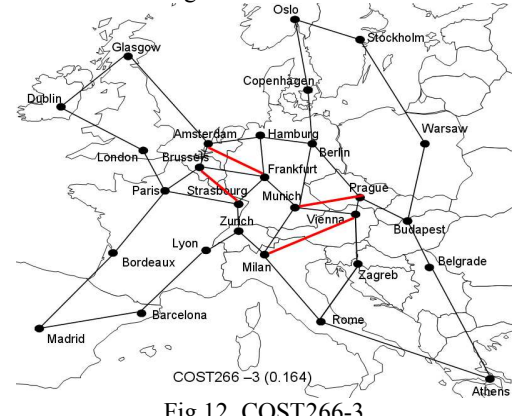 Oslo
Stockholm
Glasgow
Copenhagen
Dublin
Amsterdam
Hamburg
Warsaw
Berlin
London
Brussels
Frankfurt
Paris
Strasbourg
Munich
Prague
Vienna
Zurich
Budapest
Lyon
Milan
Belgrade
Bordeaux
Zagreb
Barcelona
Rome
Madrid
COST266 –3 (0.164)
Athens
Fig.12. COST266-3